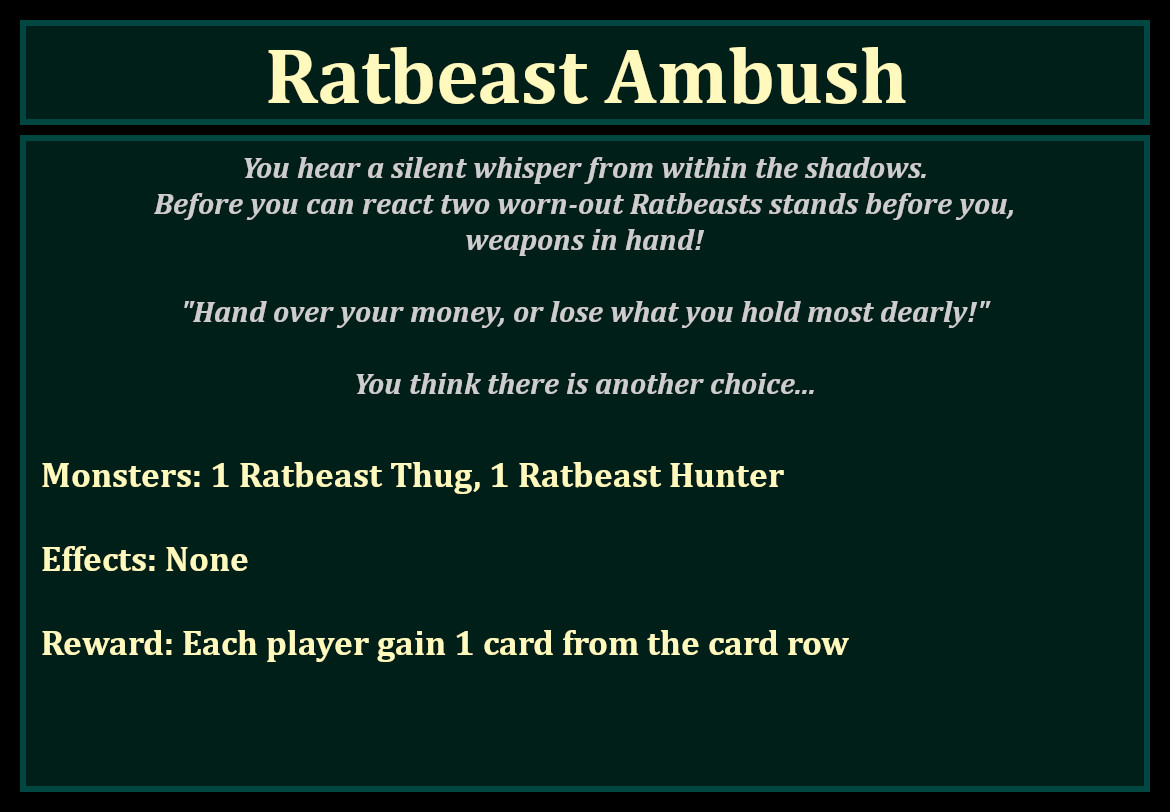 Ratbeast Ambush
You hear a silent whisper from within the shadows.
Before you can react two worn-out Ratbeasts stands before you,
weapons in hand!
"Hand over your money, or lose what you hold most dearly!"
You think there is another choice...
Monsters: 1 Ratbeast Thug, 1 Ratbeast Hunter
Effects: None
Reward: Each player gain 1 card from the card row